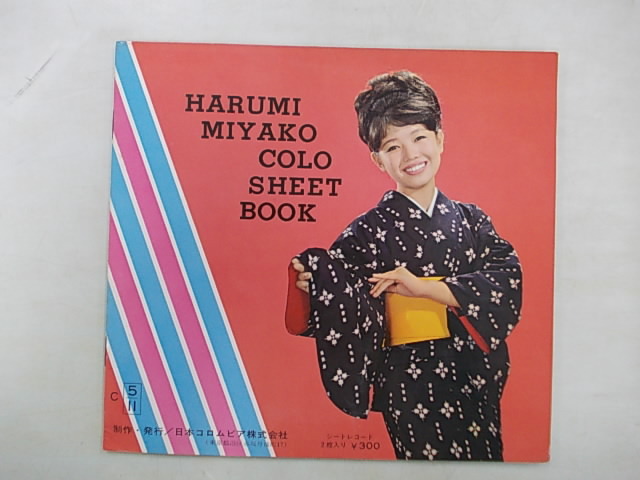 HARUMI
MIYAKO
COLO
SHEET
BOOK
C 5/11
制作・発行／日本コロムビア株式会社
シートレコード
枚入り ¥300